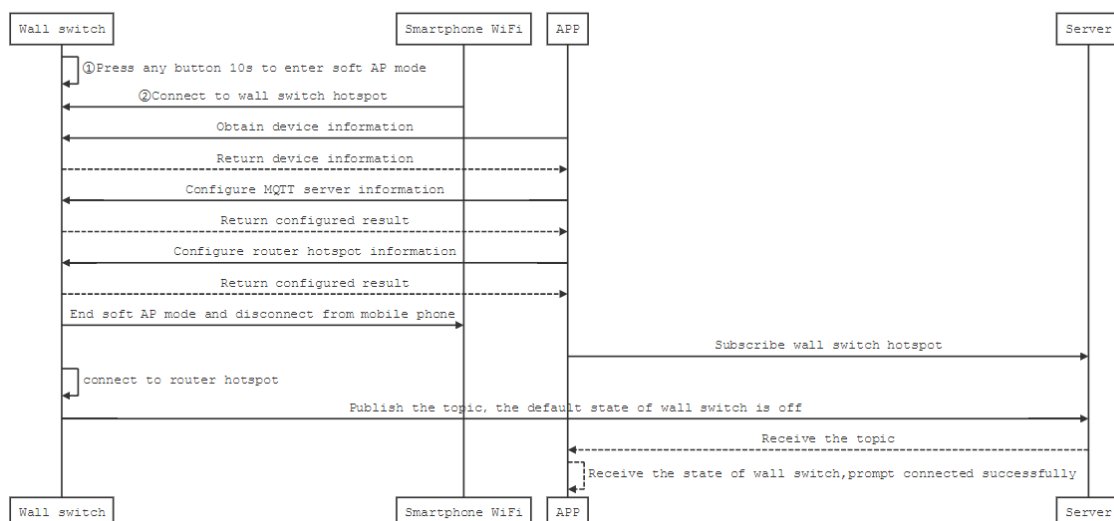 Wall switch
Smartphone WiFi
APP
Server
①Press any button 10s to enter soft AP mode
②Connect to wall switch hotspot
Obtain device information
Return device information
Configure MQTT server information
Return configured result
Configure router hotspot information
Return configured result
End soft AP mode and disconnect from mobile phone
Subscribe wall switch hotspot
connect to router hotspot
Publish the topic, the default state of wall switch is off
Receive the topic
Receive the state of wall switch,prompt connected successfully
Wall switch
Smartphone WiFi
APP
Server